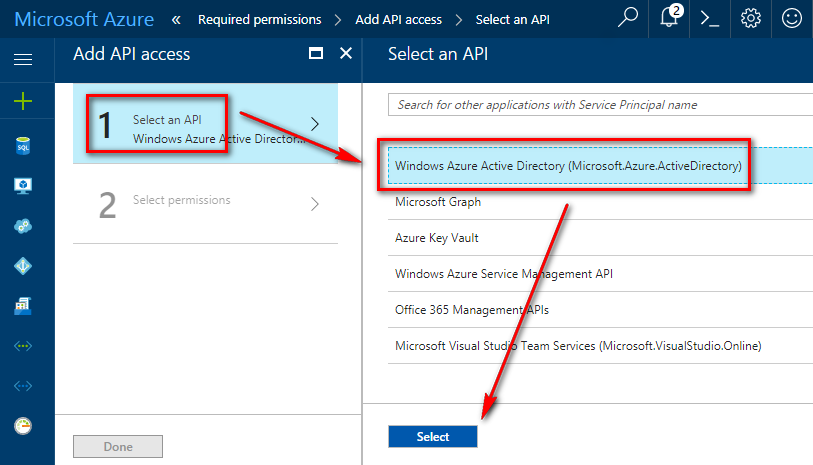 Microsoft Azure « Required permissions > Add API access > Select an API 2
Add API access
1 Select an API
Windows Azure Active Director...
2 Select permissions
Done
Select an API
Search for other applications with Service Principal name
Windows Azure Active Directory (Microsoft.Azure.ActiveDirectory)
Microsoft Graph
Azure Key Vault
Windows Azure Service Management API
Office 365 Management APIs
Microsoft Visual Studio Team Services (Microsoft.VisualStudio.Online)
Select
SQL